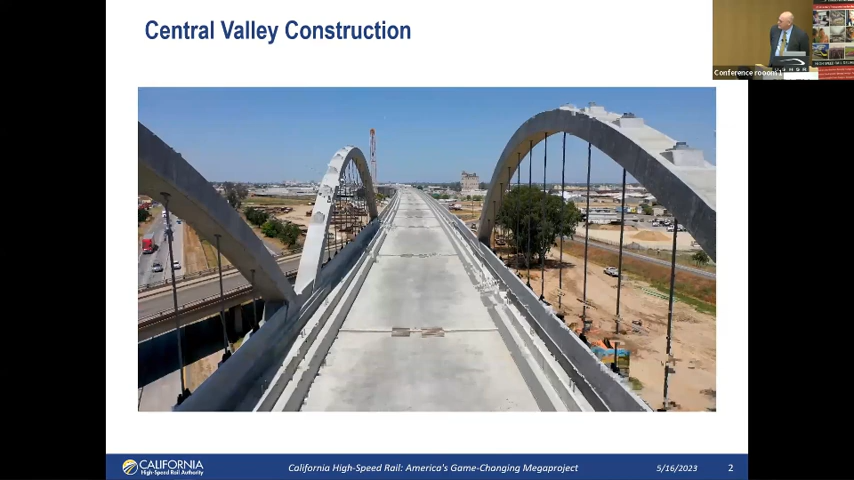 Central Valley Construction
Conference rooom 1
CALIFORNIA
High-Speed Rail Authority
California High-Speed Rail: America's Game-Changing Megaproject
5/16/2023
2